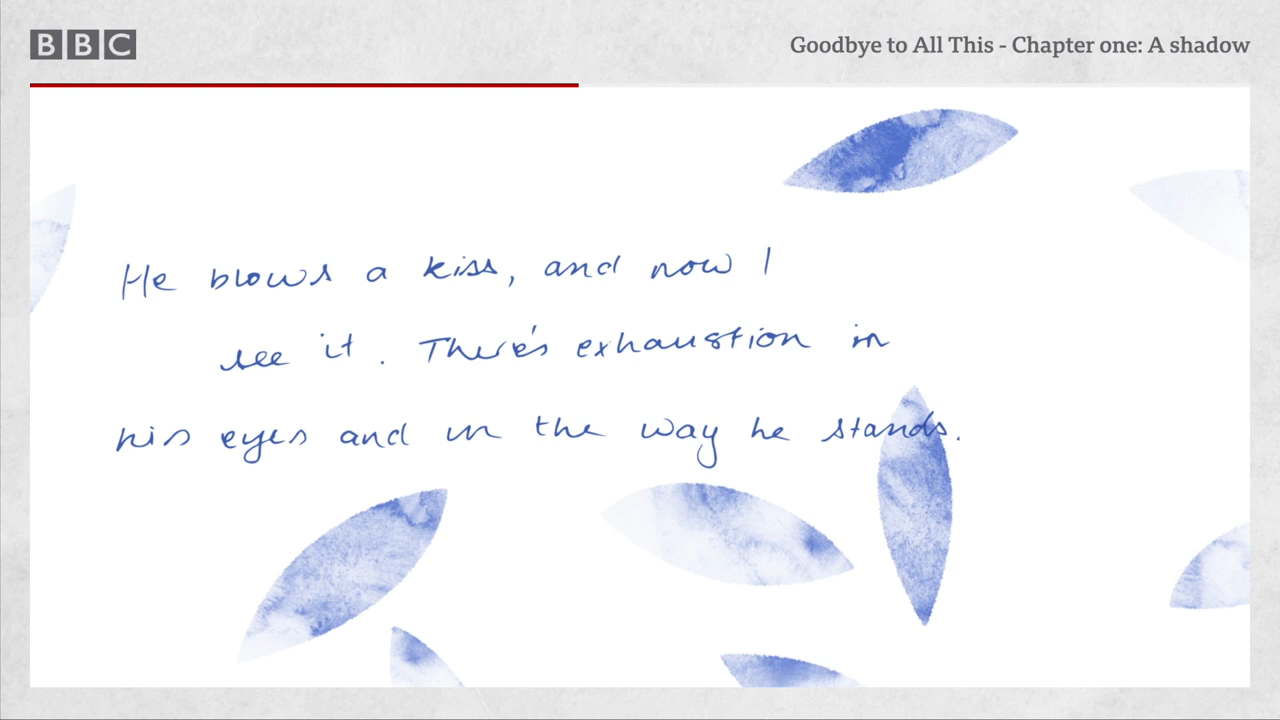 BBC
Goodbye to All This - Chapter one: A shadow
He blows a kiss, and now I
see it. There's exhaustion in
his eyes and in the way he stands.